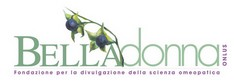 BELLAdonna
ONLUS
Fondazione per la divulgazione della scienza omeopatica